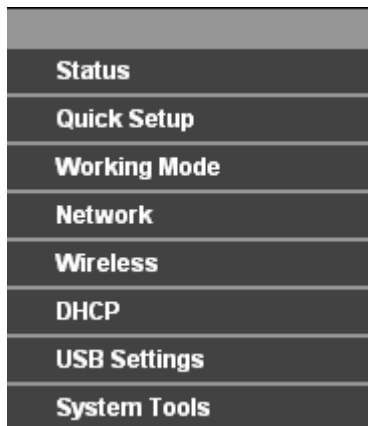 Status
Quick Setup
Working Mode
Network
Wireless
DHCP
USB Settings
System Tools